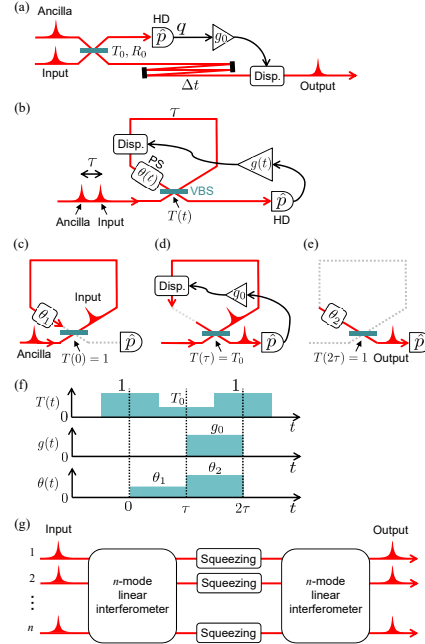 (a)
Ancilla
HD
p̂
q
g₀
T₀, R₀
Input
Δt
Disp.
Output
(b)
τ
Disp.
PS
θ(t)
g(t)
τ
VBS
p̂
Ancilla
Input
T(t)
HD
(c)
(d)
(e)
θ₁
Input
Disp.
g₀
θ₂
p̂
p̂
p̂
Ancilla
Output
T(0) = 1
T(τ) = T₀
T(2τ) = 1
(f)
T(t)
1
T₀
1
0
t
g(t)
g₀
0
t
θ(t)
θ₁
θ₂
0
0
τ
2τ
t
(g)
Input
Output
1
Squeezing
2
n-mode
linear
interferometer
Squeezing
n-mode
linear
interferometer
⋮
n
Squeezing